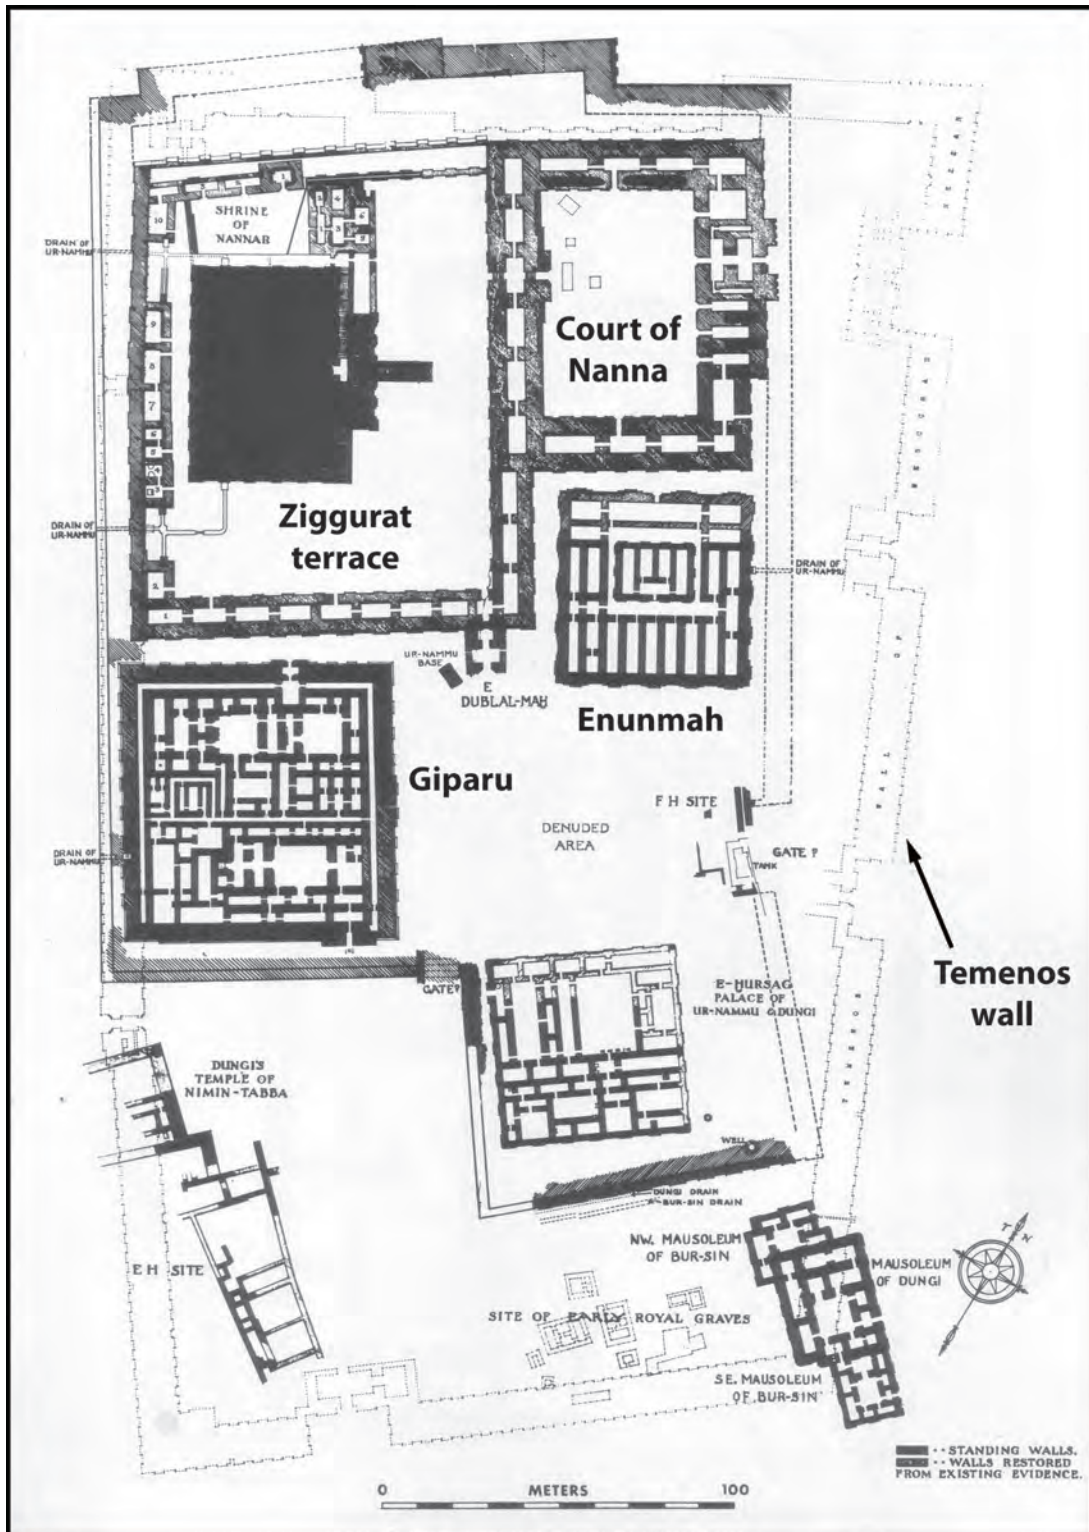 SHRINE
OF
NANNAR
DRAIN OF
UR-NAMMU
Court of
Nanna
Ziggurat
terrace
DRAIN OF
UR-NAMMU
DRAIN OF
UR-NAMMU
UR-NAMMU
BASE
E
DUBLAL-MAH
Enunmah
Giparu
F H SITE
DENUDED
AREA
GATE ?
TANK
DRAIN OF
UR-NAMMU
Temenos
wall
GATE?
E-HURSAG
PALACE OF
UR-NAMMU & DUNGI
DUNGI'S
TEMPLE OF
NIMIN-TABBA
WELL
DUNGI DRAIN
BUR-SIN DRAIN
NW. MAUSOLEUM
OF BUR-SIN
MAUSOLEUM
OF DUNGI
T N
EH SITE
SITE OF EARLY ROYAL GRAVES
SE. MAUSOLEUM
OF BUR-SIN
TEMENOS WALL OF
STANDING WALLS.
WALLS RESTORED
FROM EXISTING EVIDENCE.
0 METERS 100